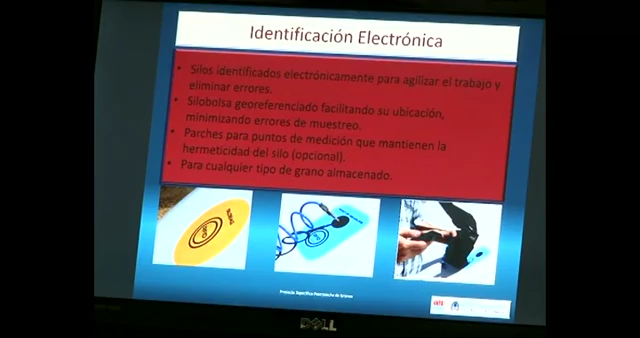 Identificación Electrónica
• Silos identificados electrónicamente para agilizar el trabajo y
eliminar errores.
• Silobolsa georeferenciado facilitando su ubicación,
minimizando errores de muestreo.
• Parches para puntos de medición que mantienen la
hermeticidad del silo (opcional).
• Para cualquier tipo de grano almacenado.
DELL